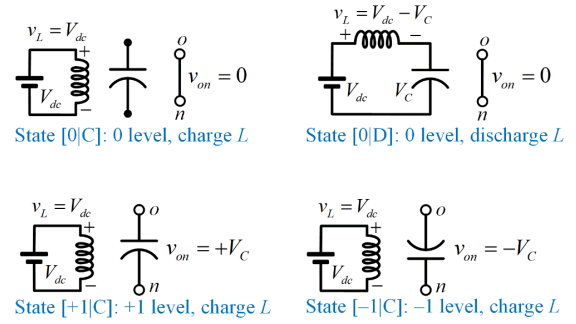 v_L = V_dc
+
V_dc
−
o
v_on = 0
n
State [0|C]: 0 level, charge L
v_L = V_dc − V_C
+ −
V_dc
V_C
o
v_on = 0
n
State [0|D]: 0 level, discharge L
v_L = V_dc
+
V_dc
−
o
v_on = +V_C
n
State [+1|C]: +1 level, charge L
v_L = V_dc
+
V_dc
−
o
v_on = −V_C
n
State [−1|C]: −1 level, charge L